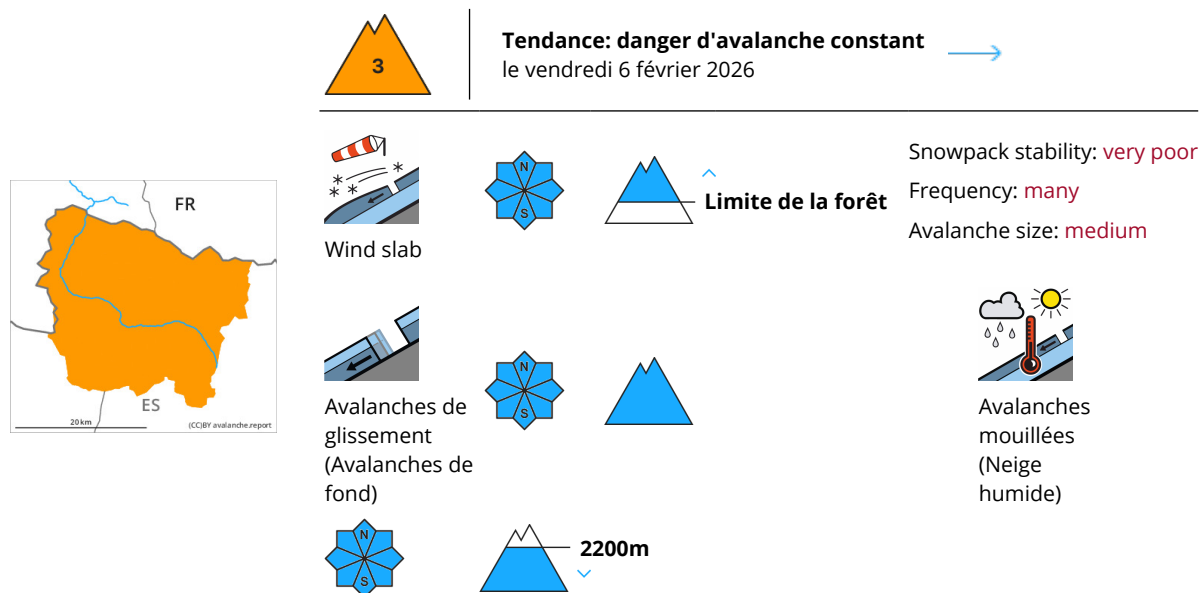 3
Tendance: danger d'avalanche constant
le vendredi 6 février 2026
FR
ES
20 km
(CC)BY avalanche.report
N
S
Limite de la forêt
Snowpack stability: very poor
Frequency: many
Avalanche size: medium
Wind slab
N
S
Avalanches de
glissement
(Avalanches de
fond)
Avalanches
mouillées
(Neige
humide)
N
S
2200m